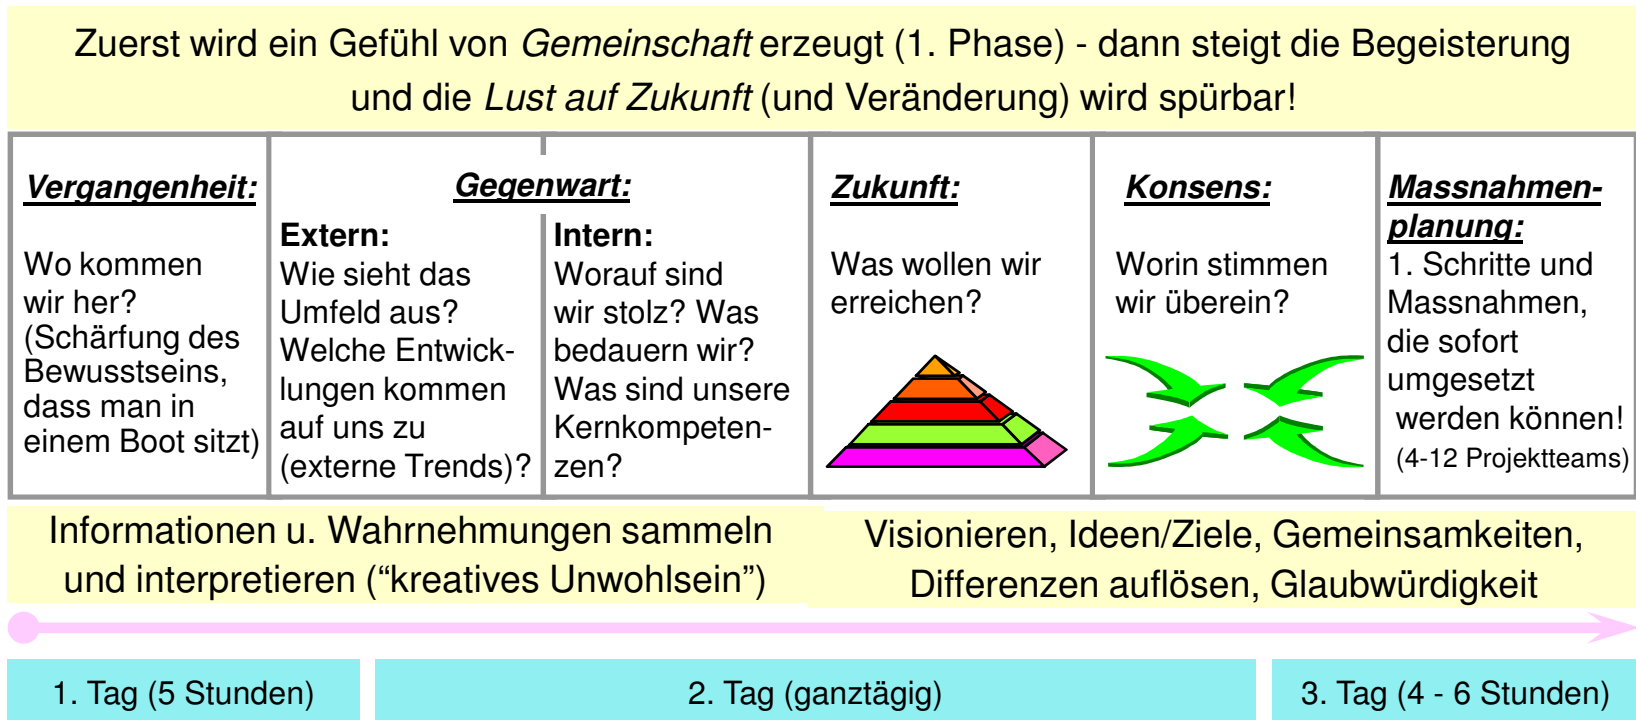 Zuerst wird ein Gefühl von Gemeinschaft erzeugt (1. Phase) - dann steigt die Begeisterung
und die Lust auf Zukunft (und Veränderung) wird spürbar!
Vergangenheit:
Wo kommen
wir her?
(Schärfung des
Bewusstseins,
dass man in
einem Boot sitzt)
Gegenwart:
Extern:
Wie sieht das
Umfeld aus?
Welche Entwick-
lungen kommen
auf uns zu
(externe Trends)?
Intern:
Worauf sind
wir stolz? Was
bedauern wir?
Was sind unsere
Kernkompeten-
zen?
Zukunft:
Was wollen wir
erreichen?
Konsens:
Worin stimmen
wir überein?
Massnahmen-
planung:
1. Schritte und
Massnahmen,
die sofort
umgesetzt
werden können!
(4-12 Projektteams)
Informationen u. Wahrnehmungen sammeln
und interpretieren (“kreatives Unwohlsein”)
Visionieren, Ideen/Ziele, Gemeinsamkeiten,
Differenzen auflösen, Glaubwürdigkeit
1. Tag (5 Stunden)
2. Tag (ganztägig)
3. Tag (4 - 6 Stunden)